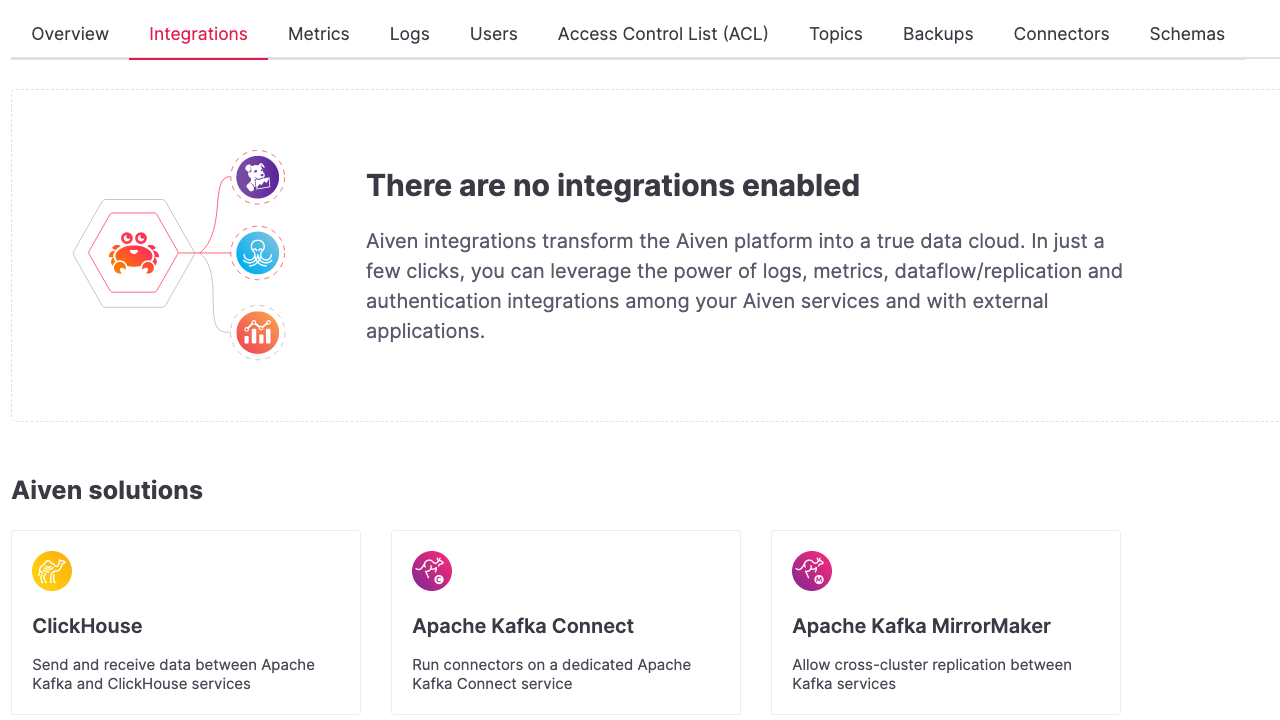 Overview Integrations Metrics Logs Users Access Control List (ACL) Topics Backups Connectors Schemas
There are no integrations enabled
Aiven integrations transform the Aiven platform into a true data cloud. In just a
few clicks, you can leverage the power of logs, metrics, dataflow/replication and
authentication integrations among your Aiven services and with external
applications.
Aiven solutions
ClickHouse
Send and receive data between Apache
Kafka and ClickHouse services
C
Apache Kafka Connect
Run connectors on a dedicated Apache
Kafka Connect service
M
Apache Kafka MirrorMaker
Allow cross-cluster replication between
Kafka services